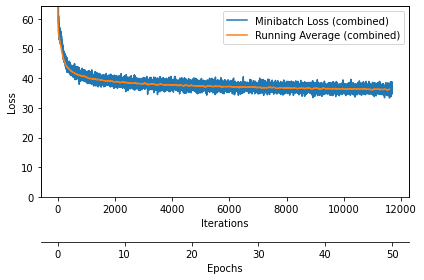 Minibatch Loss (combined)
Running Average (combined)
60
50
40
30
20
10
0
Loss
0 2000 4000 6000 8000 10000 12000
Iterations
0 10 20 30 40 50
Epochs